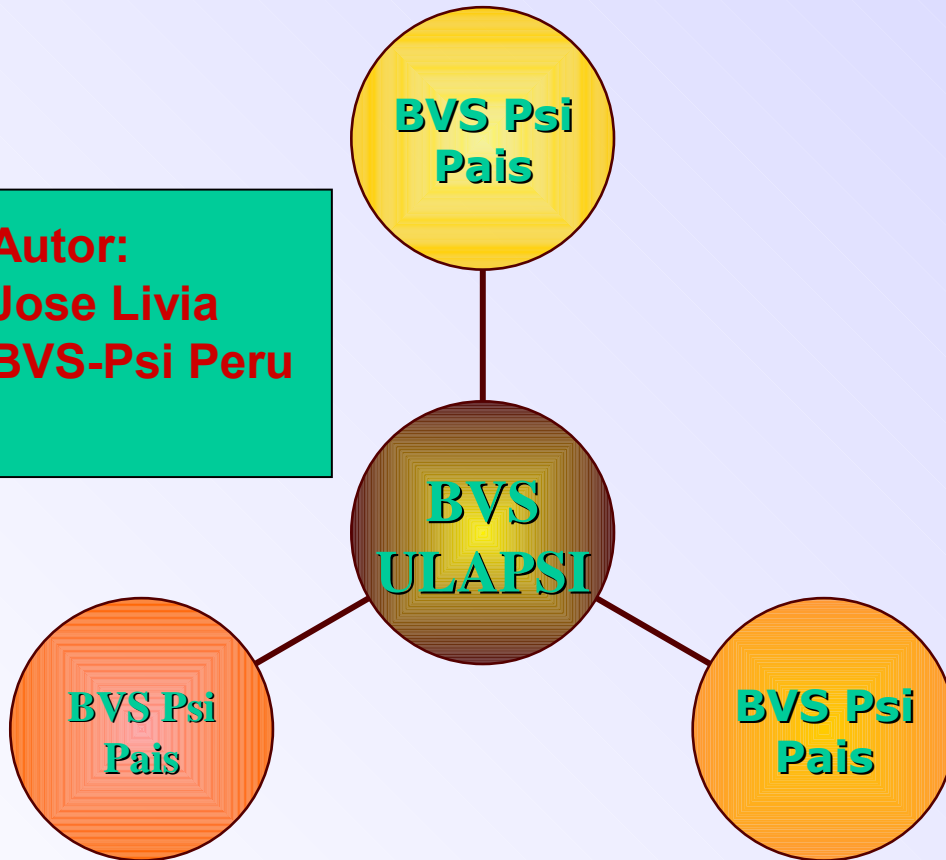 BVS Psi
Pais
Autor:
Jose Livia
BVS-Psi Peru
BVS
ULAPSI
BVS Psi
Pais
BVS Psi
Pais